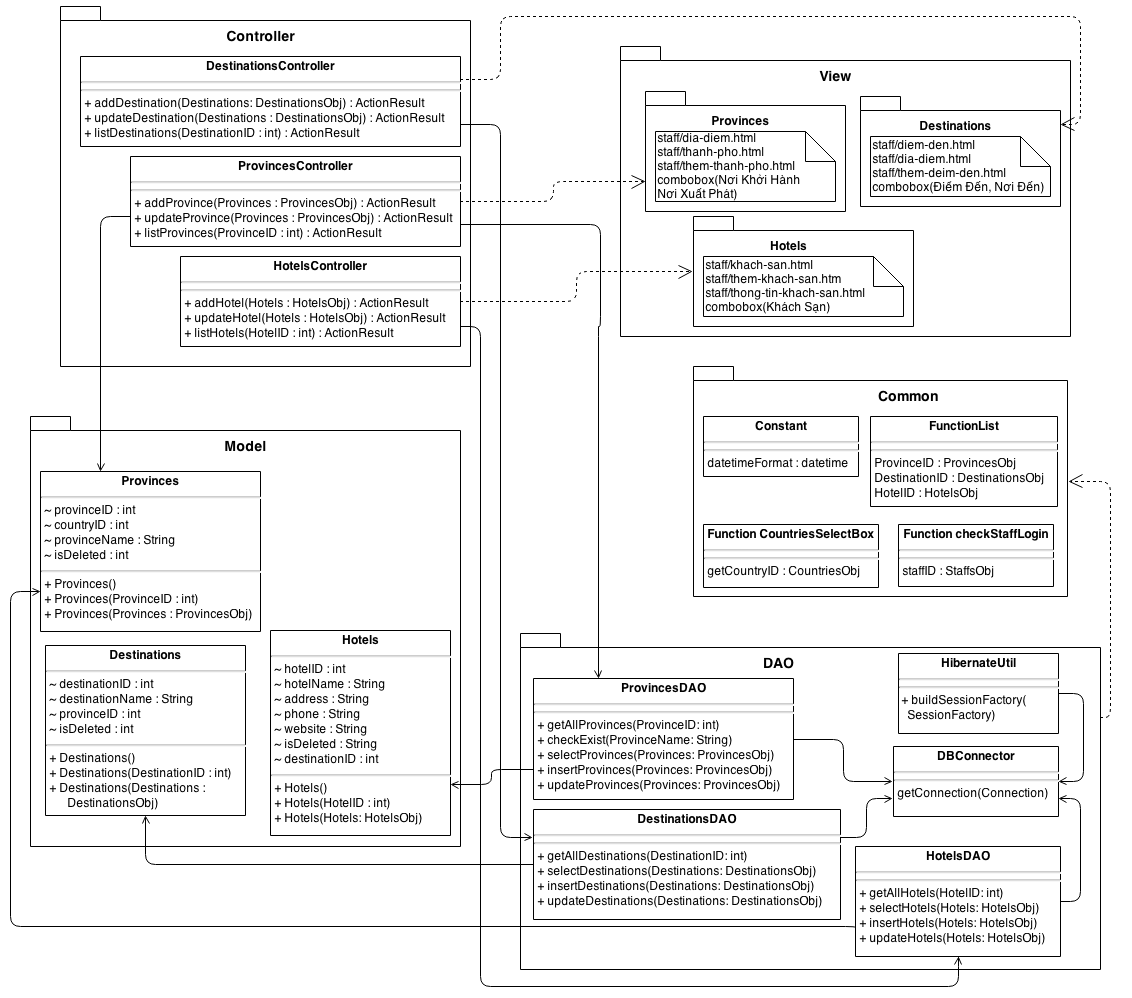 Controller
DestinationsController
+ addDestination(Destinations: DestinationsObj) : ActionResult
+ updateDestination(Destinations : DestinationsObj) : ActionResult
+ listDestinations(DestinationID : int) : ActionResult
ProvincesController
+ addProvince(Provinces : ProvincesObj) : ActionResult
+ updateProvince(Provinces : ProvincesObj) : ActionResult
+ listProvinces(ProvinceID : int) : ActionResult
HotelsController
+ addHotel(Hotels : HotelsObj) : ActionResult
+ updateHotel(Hotels : HotelsObj) : ActionResult
+ listHotels(HotelID : int) : ActionResult
View
Provinces
staff/dia-diem.html
staff/thanh-pho.html
staff/them-thanh-pho.html
combobox(Nơi Khởi Hành
Nơi Xuất Phát)
Destinations
staff/diem-den.html
staff/dia-diem.html
staff/them-deim-den.html
combobox(Điểm Đến, Nơi Đến)
Hotels
staff/khach-san.html
staff/them-khach-san.htm
staff/thong-tin-khach-san.html
combobox(Khách Sạn)
Common
Constant
datetimeFormat : datetime
FunctionList
ProvinceID : ProvincesObj
DestinationID : DestinationsObj
HotelID : HotelsObj
Function CountriesSelectBox
getCountryID : CountriesObj
Function checkStaffLogin
staffID : StaffsObj
Model
Provinces
~ provinceID : int
~ countryID : int
~ provinceName : String
~ isDeleted : int
+ Provinces()
+ Provinces(ProvinceID : int)
+ Provinces(Provinces : ProvincesObj)
Destinations
~ destinationID : int
~ destinationName : String
~ provinceID : int
~ isDeleted : int
+ Destinations()
+ Destinations(DestinationID : int)
+ Destinations(Destinations :
DestinationsObj)
Hotels
~ hotelID : int
~ hotelName : String
~ address : String
~ phone : String
~ website : String
~ isDeleted : String
~ destinationID : int
+ Hotels()
+ Hotels(HotelID : int)
+ Hotels(Hotels: HotelsObj)
DAO
ProvincesDAO
+ getAllProvinces(ProvinceID: int)
+ checkExist(ProvinceName: String)
+ selectProvinces(Provinces: ProvincesObj)
+ insertProvinces(Provinces: ProvincesObj)
+ updateProvinces(Provinces: ProvincesObj)
HibernateUtil
+ buildSessionFactory(
SessionFactory)
DBConnector
getConnection(Connection)
DestinationsDAO
+ getAllDestinations(DestinationID: int)
+ selectDestinations(Destinations: DestinationsObj)
+ insertDestinations(Destinations: DestinationsObj)
+ updateDestinations(Destinations: DestinationsObj)
HotelsDAO
+ getAllHotels(HotelID: int)
+ selectHotels(Hotels: HotelsObj)
+ insertHotels(Hotels: HotelsObj)
+ updateHotels(Hotels: HotelsObj)